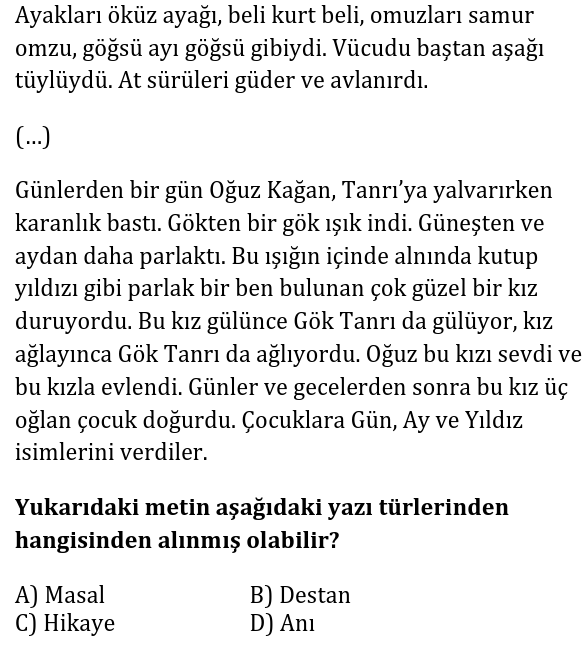 Ayakları öküz ayağı, beli kurt beli, omuzları samur
omzu, göğsü ayı göğsü gibiydi. Vücudu baştan aşağı
tüylüydü. At sürüleri güder ve avlanırdı.
(...)
Günlerden bir gün Oğuz Kağan, Tanrı’ya yalvarırken
karanlık bastı. Gökten bir gök ışık indi. Güneşten ve
aydan daha parlaktı. Bu ışığın içinde alnında kutup
yıldızı gibi parlak bir ben bulunan çok güzel bir kız
duruyordu. Bu kız gülünce Gök Tanrı da gülüyor, kız
ağlayınca Gök Tanrı da ağlıyordu. Oğuz bu kızı sevdi ve
bu kızla evlendi. Günler ve gecelerden sonra bu kız üç
oğlan çocuk doğurdu. Çocuklara Gün, Ay ve Yıldız
isimlerini verdiler.
Yukarıdaki metin aşağıdaki yazı türlerinden
hangisinden alınmış olabilir?
A) Masal B) Destan
C) Hikaye D) Anı